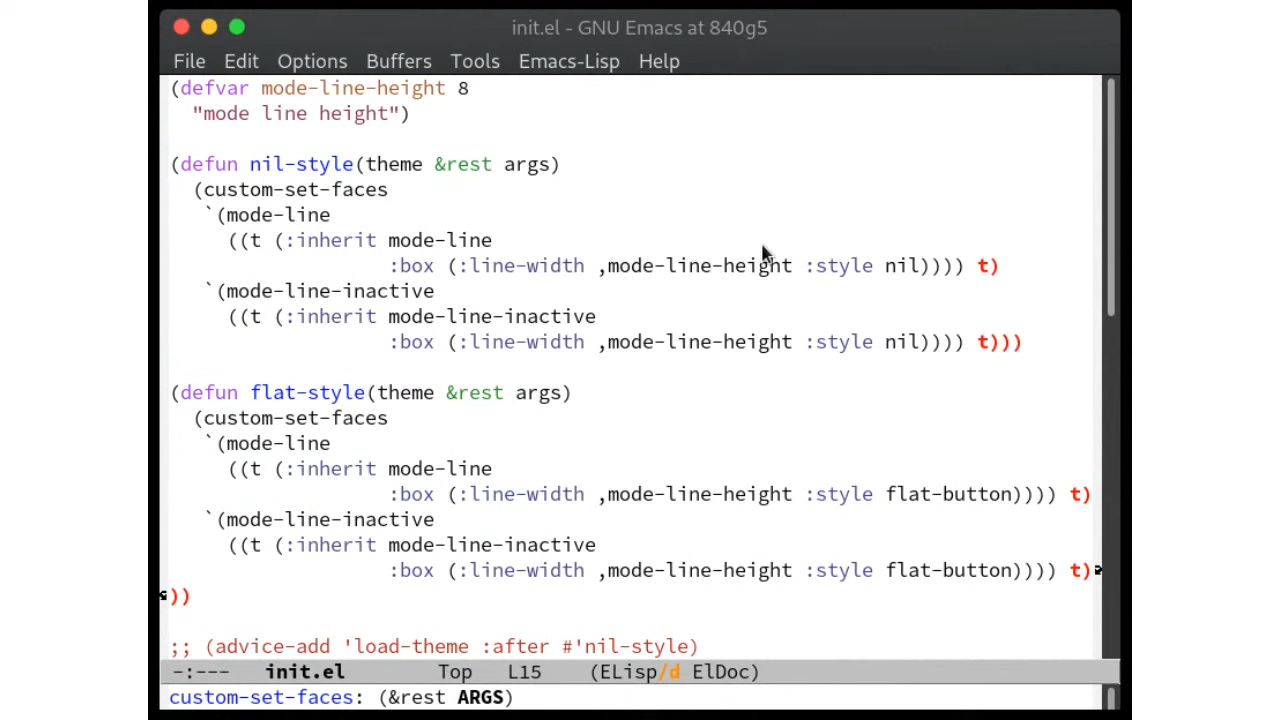 init.el - GNU Emacs at 840g5
File Edit Options Buffers Tools Emacs-Lisp Help
(defvar mode-line-height 8
  "mode line height")

(defun nil-style(theme &rest args)
  (custom-set-faces
   `(mode-line
     ((t (:inherit mode-line
                   :box (:line-width ,mode-line-height :style nil)))) t)
   `(mode-line-inactive
     ((t (:inherit mode-line-inactive
                   :box (:line-width ,mode-line-height :style nil)))) t)))

(defun flat-style(theme &rest args)
  (custom-set-faces
   `(mode-line
     ((t (:inherit mode-line
                   :box (:line-width ,mode-line-height :style flat-button)))) t)
   `(mode-line-inactive
     ((t (:inherit mode-line-inactive
                   :box (:line-width ,mode-line-height :style flat-button)))) t)
))

;; (advice-add 'load-theme :after #'nil-style)
-:--- init.el Top L15 (ELisp/d ElDoc)
custom-set-faces: (&rest ARGS)